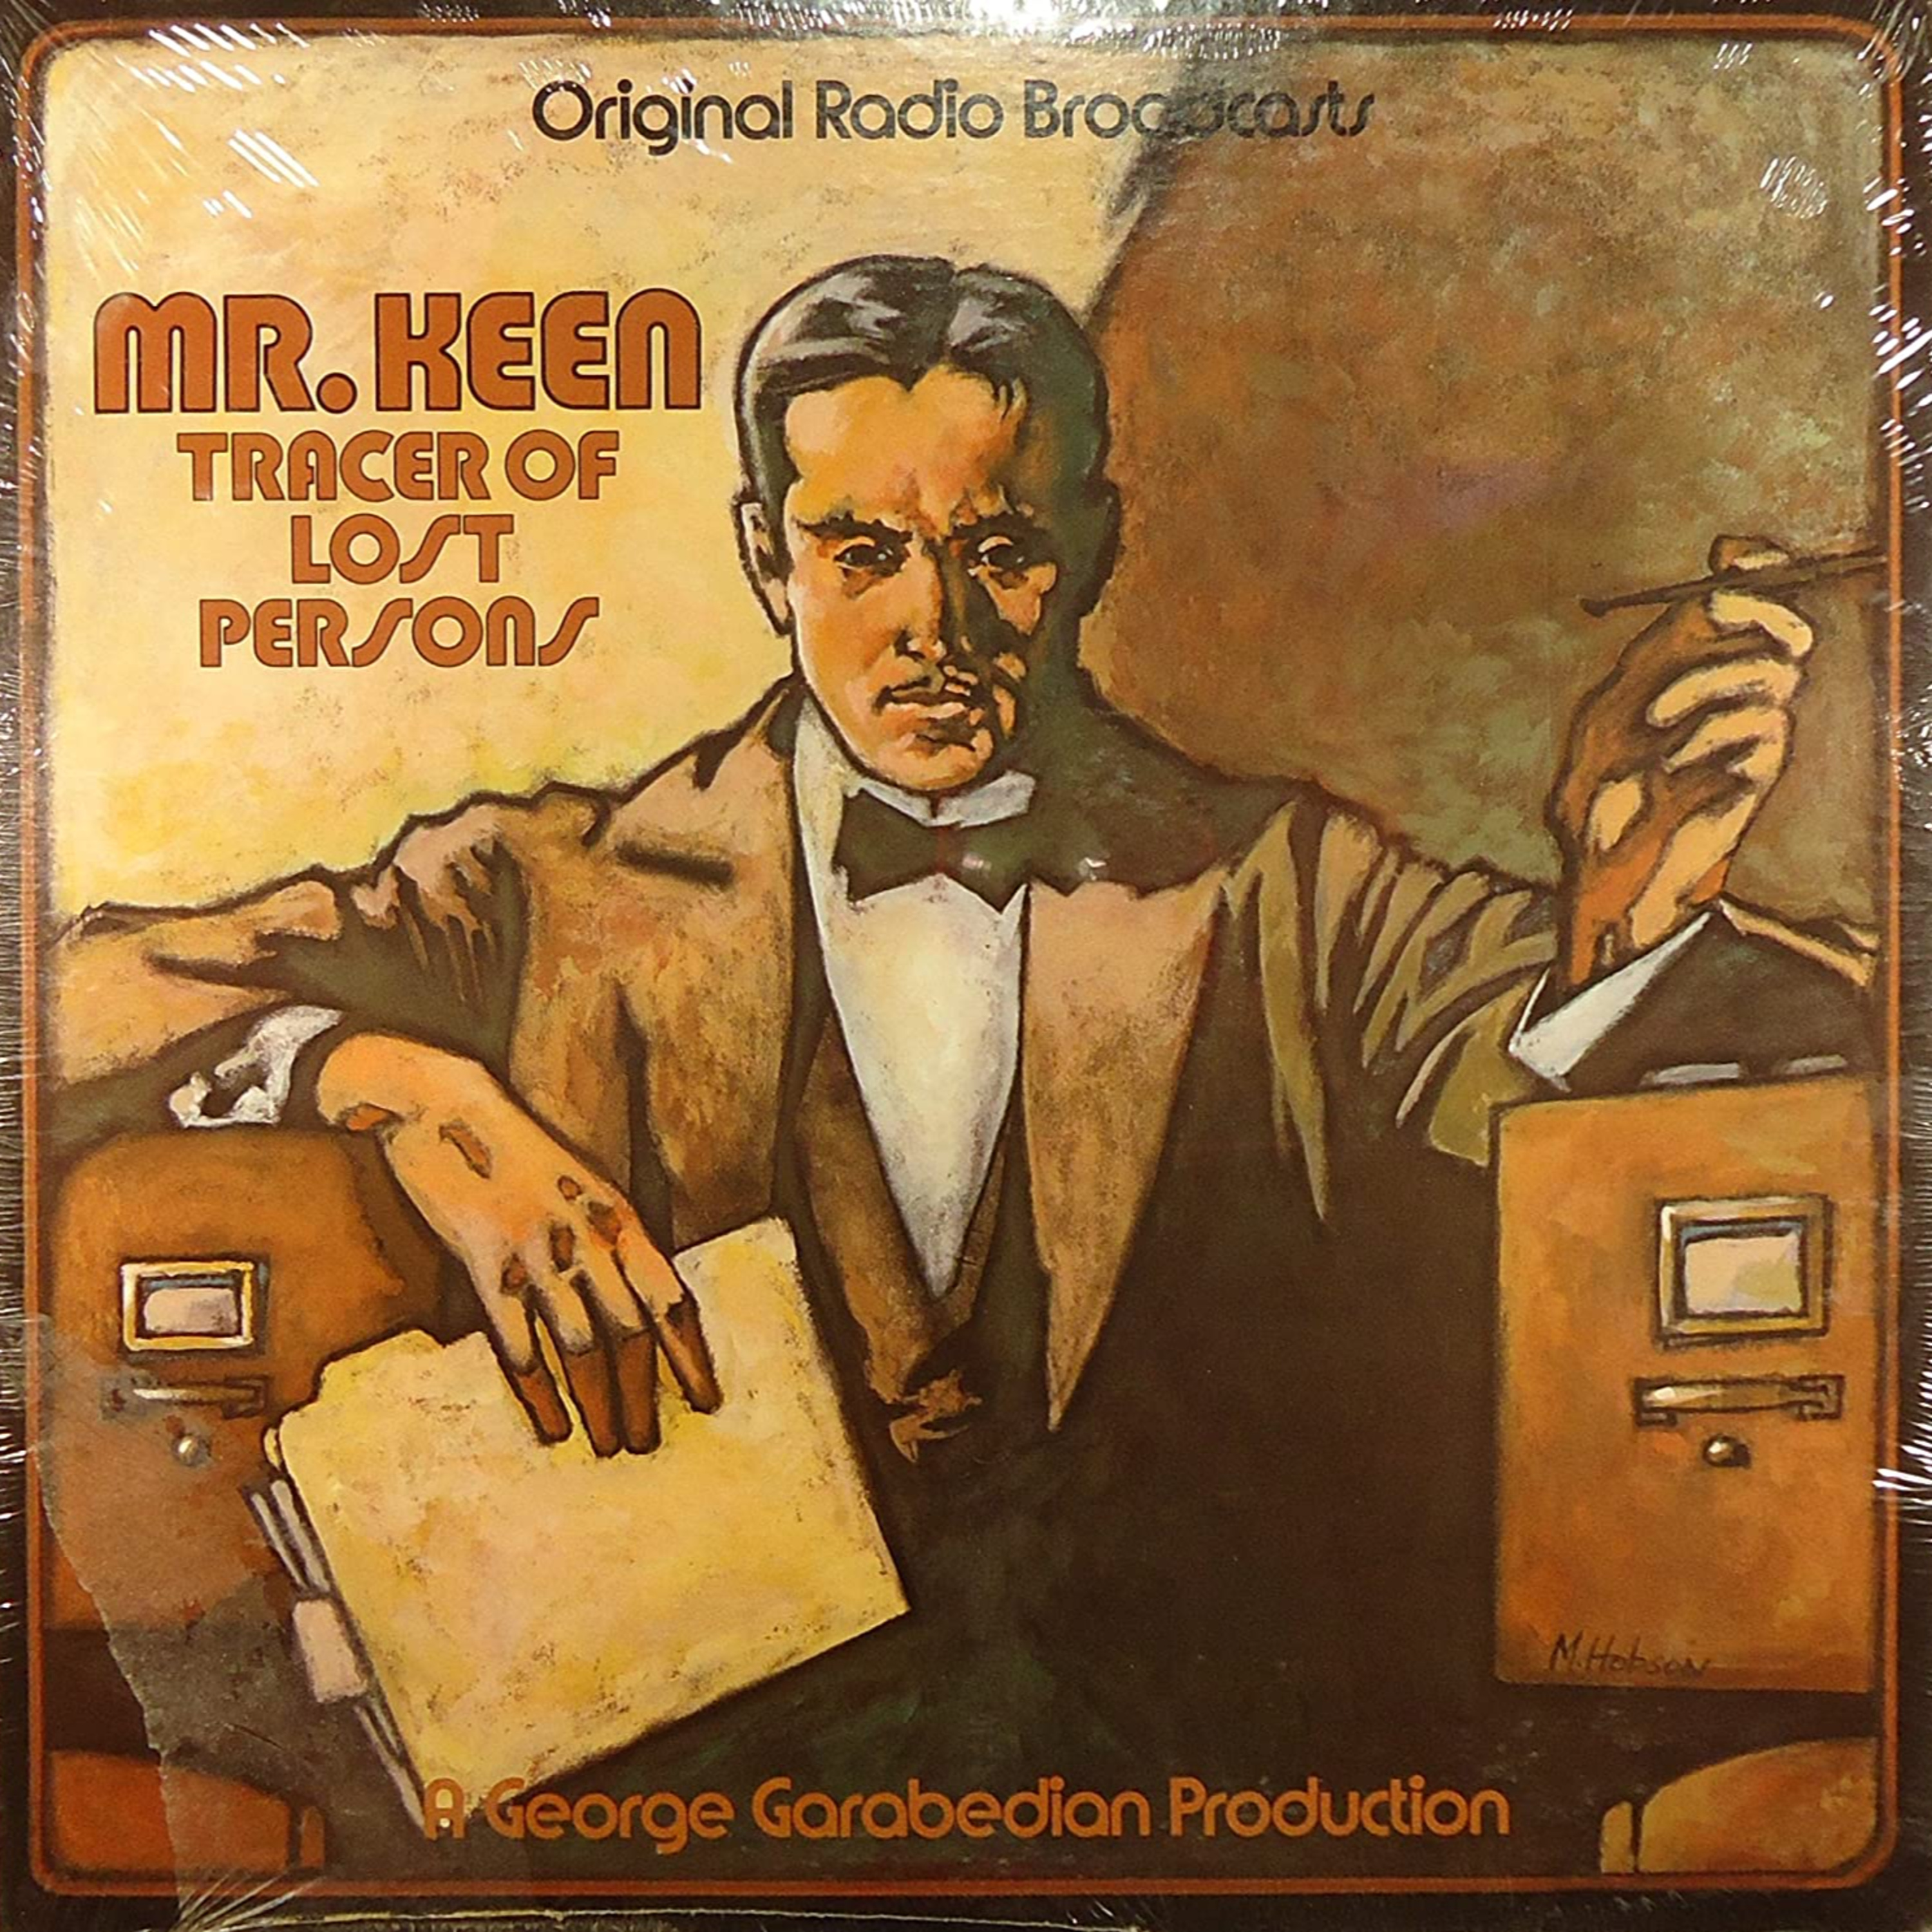 Original Radio Broadcasts
MR. KEEN
TRACER OF
LOST
PERSONS
M. Hobson
A George Garabedian Production